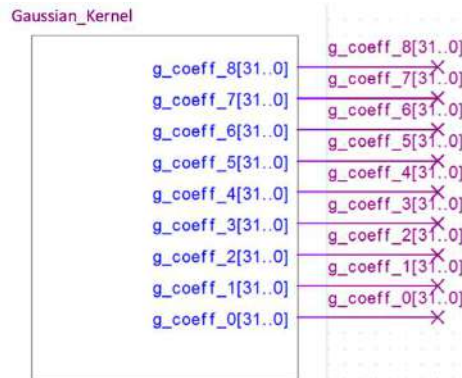 Gaussian_Kernel
g_coeff_8[31..0]
g_coeff_8[31..0]
g_coeff_7[31..0]
g_coeff_7[31..0]
g_coeff_6[31..0]
g_coeff_6[31..0]
g_coeff_5[31..0]
g_coeff_5[31..0]
g_coeff_4[31..0]
g_coeff_4[31..0]
g_coeff_3[31..0]
g_coeff_3[31..0]
g_coeff_2[31..0]
g_coeff_2[31..0]
g_coeff_1[31..0]
g_coeff_1[31..0]
g_coeff_0[31..0]
g_coeff_0[31..0]